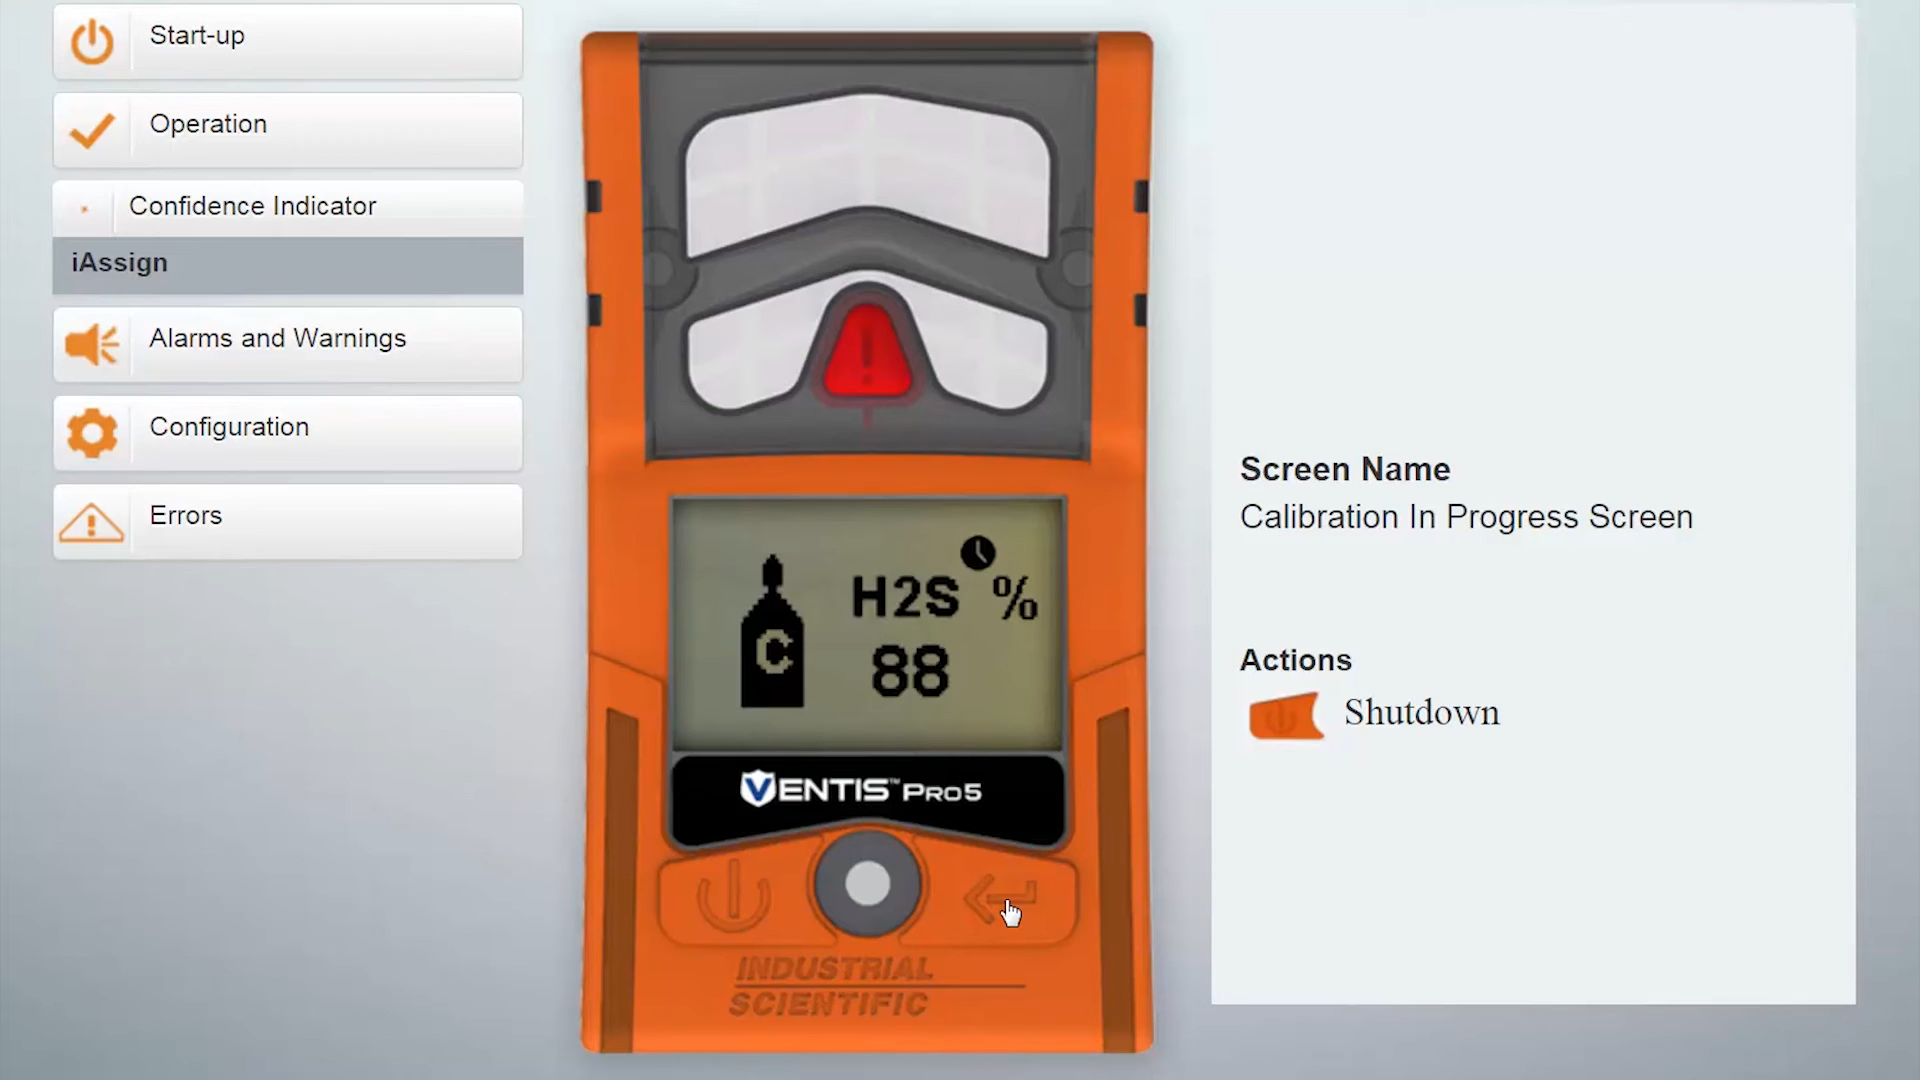 Start-up
Operation
Confidence Indicator
iAssign
Alarms and Warnings
Configuration
Errors
H2S %
C
88
VENTIS™ PRO5
INDUSTRIAL
SCIENTIFIC
Screen Name
Calibration In Progress Screen
Actions
Shutdown